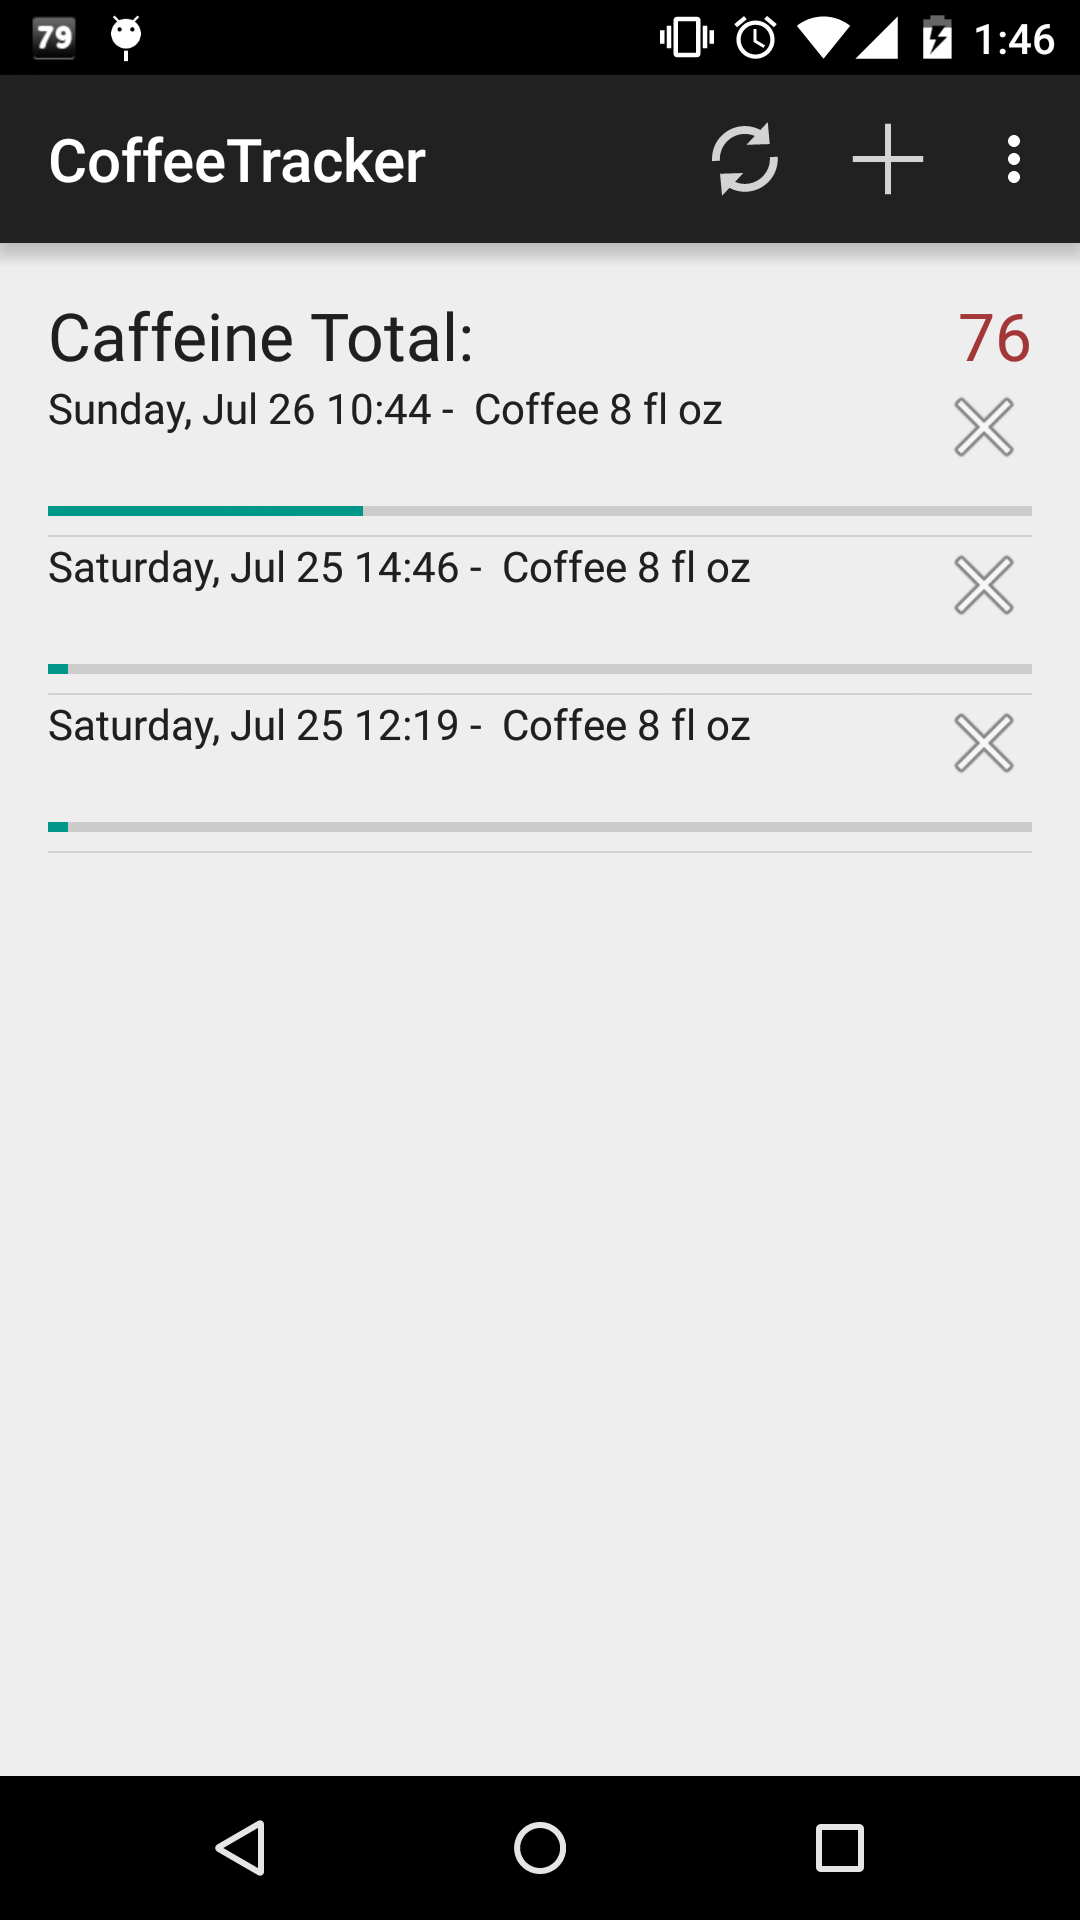 79 1:46
CoffeeTracker
Caffeine Total: 76
Sunday, Jul 26 10:44 -  Coffee 8 fl oz
Saturday, Jul 25 14:46 -  Coffee 8 fl oz
Saturday, Jul 25 12:19 -  Coffee 8 fl oz